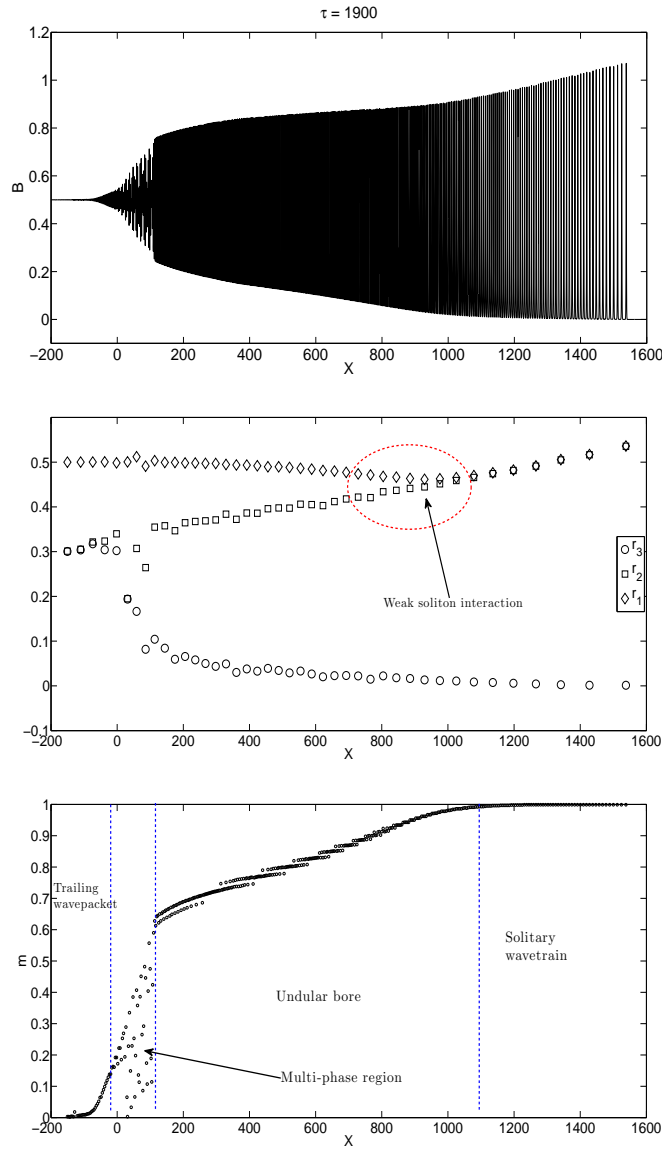 τ = 1900
1.2
1
0.8
0.6
0.4
0.2
0
B
−200 0 200 400 600 800 1000 1200 1400 1600
X
0.5
0.4
0.3
0.2
0.1
0
−0.1
r3
r2
r1
Weak soliton interaction
−200 0 200 400 600 800 1000 1200 1400 1600
X
1
0.9
0.8
0.7
0.6
0.5
0.4
0.3
0.2
0.1
0
m
Trailing
wavepacket
Solitary
wavetrain
Undular bore
Multi-phase region
−200 0 200 400 600 800 1000 1200 1400 1600
X